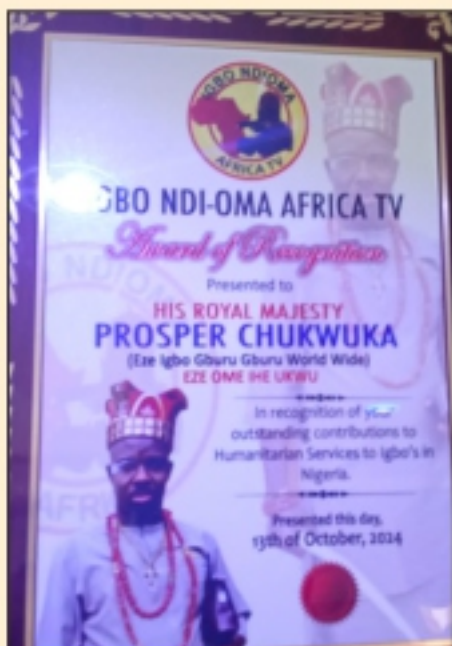 IGBO NDI-OMA
AFRICA TV
GBO NDI-OMA AFRICA TV
Award of Recognition
Presented to
HIS ROYAL MAJESTY
PROSPER CHUKWUKA
(Eze Igbo Gburu Gburu World Wide)
EZE OME IHE UKWU
In recognition of your
outstanding contributions to
Humanitarian Services to Igbo's in
Nigeria.
Presented this day,
13th of October, 2024